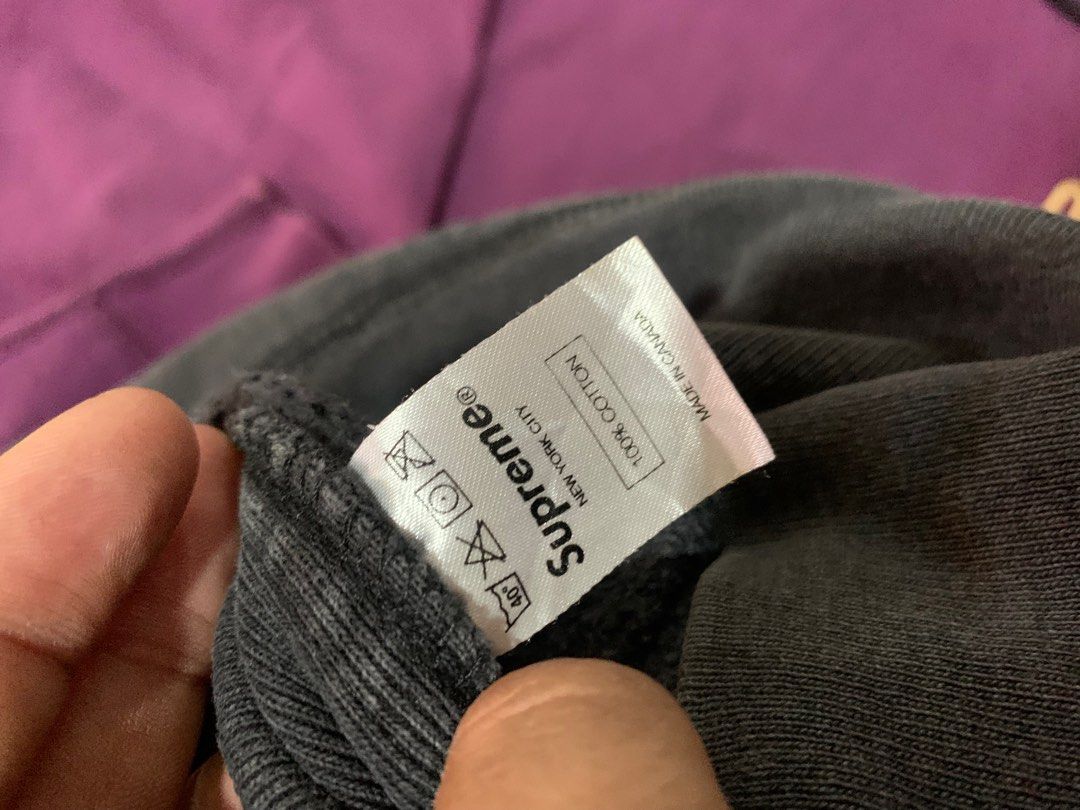 40°
Supreme®
NEW YORK CITY
100% COTTON
MADE IN CANADA